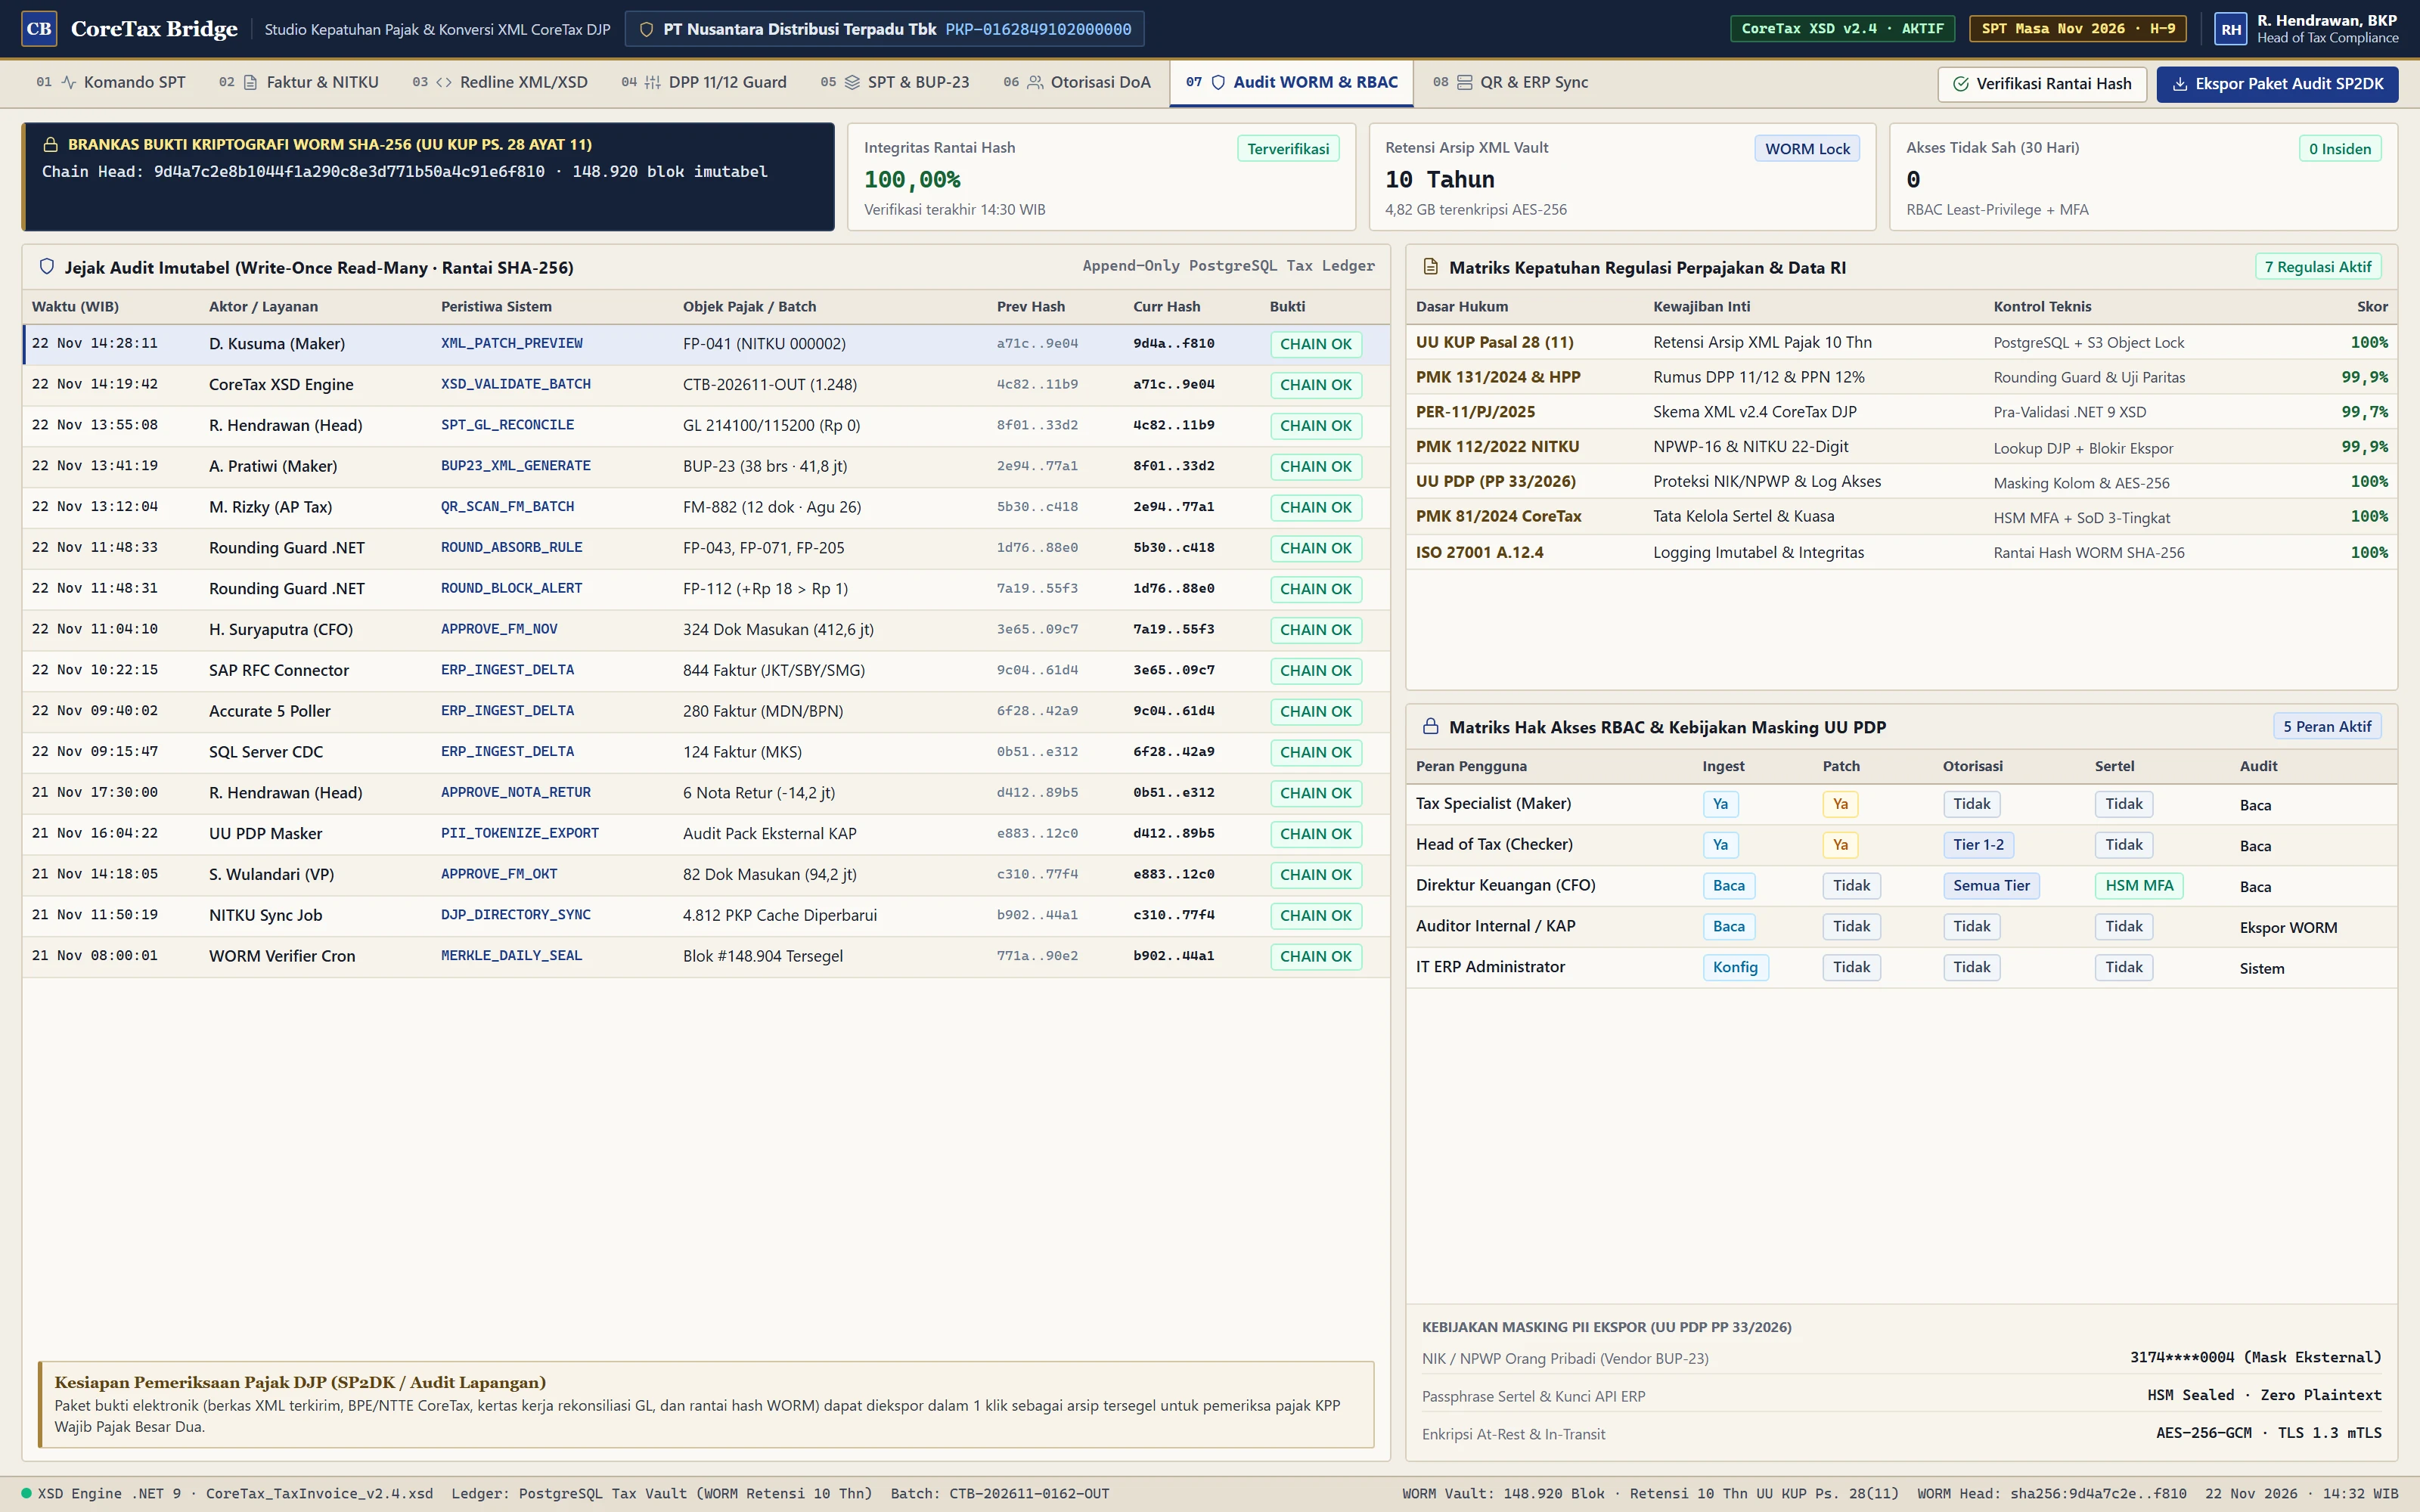 CB CoreTax Bridge Studio Kepatuhan Pajak & Konversi XML CoreTax DJP PT Nusantara Distribusi Terpadu Tbk PKP-0162849102000000 CoreTax XSD v2.4 · AKTIF SPT Masa Nov 2026 · H-9 RH R. Hendrawan, BKP
Head of Tax Compliance
01 Komando SPT 02 Faktur & NITKU 03 Redline XML/XSD 04 DPP 11/12 Guard 05 SPT & BUP-23 06 Otorisasi DoA 07 Audit WORM & RBAC 08 QR & ERP Sync Verifikasi Rantai Hash Ekspor Paket Audit SP2DK
BRANKAS BUKTI KRIPTOGRAFI WORM SHA-256 (UU KUP PS. 28 AYAT 11)
Chain Head: 9d4a7c2e8b1044f1a290c8e3d771b50a4c91e6f810 · 148.920 blok imutabel
Integritas Rantai Hash Terverifikasi
100,00%
Verifikasi terakhir 14:30 WIB
Retensi Arsip XML Vault WORM Lock
10 Tahun
4,82 GB terenkripsi AES-256
Akses Tidak Sah (30 Hari) 0 Insiden
0
RBAC Least-Privilege + MFA
Jejak Audit Imutabel (Write-Once Read-Many · Rantai SHA-256) Append-Only PostgreSQL Tax Ledger
Waktu (WIB) Aktor / Layanan Peristiwa Sistem Objek Pajak / Batch Prev Hash Curr Hash Bukti
22 Nov 14:28:11 D. Kusuma (Maker) XML_PATCH_PREVIEW FP-041 (NITKU 000002) a71c..9e04 9d4a..f810 CHAIN OK
22 Nov 14:19:42 CoreTax XSD Engine XSD_VALIDATE_BATCH CTB-202611-OUT (1.248) 4c82..11b9 a71c..9e04 CHAIN OK
22 Nov 13:55:08 R. Hendrawan (Head) SPT_GL_RECONCILE GL 214100/115200 (Rp 0) 8f01..33d2 4c82..11b9 CHAIN OK
22 Nov 13:41:19 A. Pratiwi (Maker) BUP23_XML_GENERATE BUP-23 (38 brs · 41,8 jt) 2e94..77a1 8f01..33d2 CHAIN OK
22 Nov 13:12:04 M. Rizky (AP Tax) QR_SCAN_FM_BATCH FM-882 (12 dok · Agu 26) 5b30..c418 2e94..77a1 CHAIN OK
22 Nov 11:48:33 Rounding Guard .NET ROUND_ABSORB_RULE FP-043, FP-071, FP-205 1d76..88e0 5b30..c418 CHAIN OK
22 Nov 11:48:31 Rounding Guard .NET ROUND_BLOCK_ALERT FP-112 (+Rp 18 > Rp 1) 7a19..55f3 1d76..88e0 CHAIN OK
22 Nov 11:04:10 H. Suryaputra (CFO) APPROVE_FM_NOV 324 Dok Masukan (412,6 jt) 3e65..09c7 7a19..55f3 CHAIN OK
22 Nov 10:22:15 SAP RFC Connector ERP_INGEST_DELTA 844 Faktur (JKT/SBY/SMG) 9c04..61d4 3e65..09c7 CHAIN OK
22 Nov 09:40:02 Accurate 5 Poller ERP_INGEST_DELTA 280 Faktur (MDN/BPN) 6f28..42a9 9c04..61d4 CHAIN OK
22 Nov 09:15:47 SQL Server CDC ERP_INGEST_DELTA 124 Faktur (MKS) 0b51..e312 6f28..42a9 CHAIN OK
21 Nov 17:30:00 R. Hendrawan (Head) APPROVE_NOTA_RETUR 6 Nota Retur (-14,2 jt) d412..89b5 0b51..e312 CHAIN OK
21 Nov 16:04:22 UU PDP Masker PII_TOKENIZE_EXPORT Audit Pack Eksternal KAP e883..12c0 d412..89b5 CHAIN OK
21 Nov 14:18:05 S. Wulandari (VP) APPROVE_FM_OKT 82 Dok Masukan (94,2 jt) c310..77f4 e883..12c0 CHAIN OK
21 Nov 11:50:19 NITKU Sync Job DJP_DIRECTORY_SYNC 4.812 PKP Cache Diperbarui b902..44a1 c310..77f4 CHAIN OK
21 Nov 08:00:01 WORM Verifier Cron MERKLE_DAILY_SEAL Blok #148.904 Tersegel 771a..90e2 b902..44a1 CHAIN OK
Kesiapan Pemeriksaan Pajak DJP (SP2DK / Audit Lapangan)
Paket bukti elektronik (berkas XML terkirim, BPE/NTTE CoreTax, kertas kerja rekonsiliasi GL, dan rantai hash WORM) dapat diekspor dalam 1 klik sebagai arsip tersegel untuk pemeriksa pajak KPP
Wajib Pajak Besar Dua.
Matriks Kepatuhan Regulasi Perpajakan & Data RI 7 Regulasi Aktif
Dasar Hukum Kewajiban Inti Kontrol Teknis Skor
UU KUP Pasal 28 (11) Retensi Arsip XML Pajak 10 Thn PostgreSQL + S3 Object Lock 100%
PMK 131/2024 & HPP Rumus DPP 11/12 & PPN 12% Rounding Guard & Uji Paritas 99,9%
PER-11/PJ/2025 Skema XML v2.4 CoreTax DJP Pra-Validasi .NET 9 XSD 99,7%
PMK 112/2022 NITKU NPWP-16 & NITKU 22-Digit Lookup DJP + Blokir Ekspor 99,9%
UU PDP (PP 33/2026) Proteksi NIK/NPWP & Log Akses Masking Kolom & AES-256 100%
PMK 81/2024 CoreTax Tata Kelola Sertel & Kuasa HSM MFA + SoD 3-Tingkat 100%
ISO 27001 A.12.4 Logging Imutabel & Integritas Rantai Hash WORM SHA-256 100%
Matriks Hak Akses RBAC & Kebijakan Masking UU PDP 5 Peran Aktif
Peran Pengguna Ingest Patch Otorisasi Sertel Audit
Tax Specialist (Maker) Ya Ya Tidak Tidak Baca
Head of Tax (Checker) Ya Ya Tier 1-2 Tidak Baca
Direktur Keuangan (CFO) Baca Tidak Semua Tier HSM MFA Baca
Auditor Internal / KAP Baca Tidak Tidak Tidak Ekspor WORM
IT ERP Administrator Konfig Tidak Tidak Tidak Sistem
KEBIJAKAN MASKING PII EKSPOR (UU PDP PP 33/2026)
NIK / NPWP Orang Pribadi (Vendor BUP-23) 3174****0004 (Mask Eksternal)
Passphrase Sertel & Kunci API ERP HSM Sealed · Zero Plaintext
Enkripsi At-Rest & In-Transit AES-256-GCM · TLS 1.3 mTLS
XSD Engine .NET 9 · CoreTax_TaxInvoice_v2.4.xsd Ledger: PostgreSQL Tax Vault (WORM Retensi 10 Thn) Batch: CTB-202611-0162-OUT WORM Vault: 148.920 Blok · Retensi 10 Thn UU KUP Ps. 28(11) WORM Head: sha256:9d4a7c2e..f810 22 Nov 2026 · 14:32 WIB